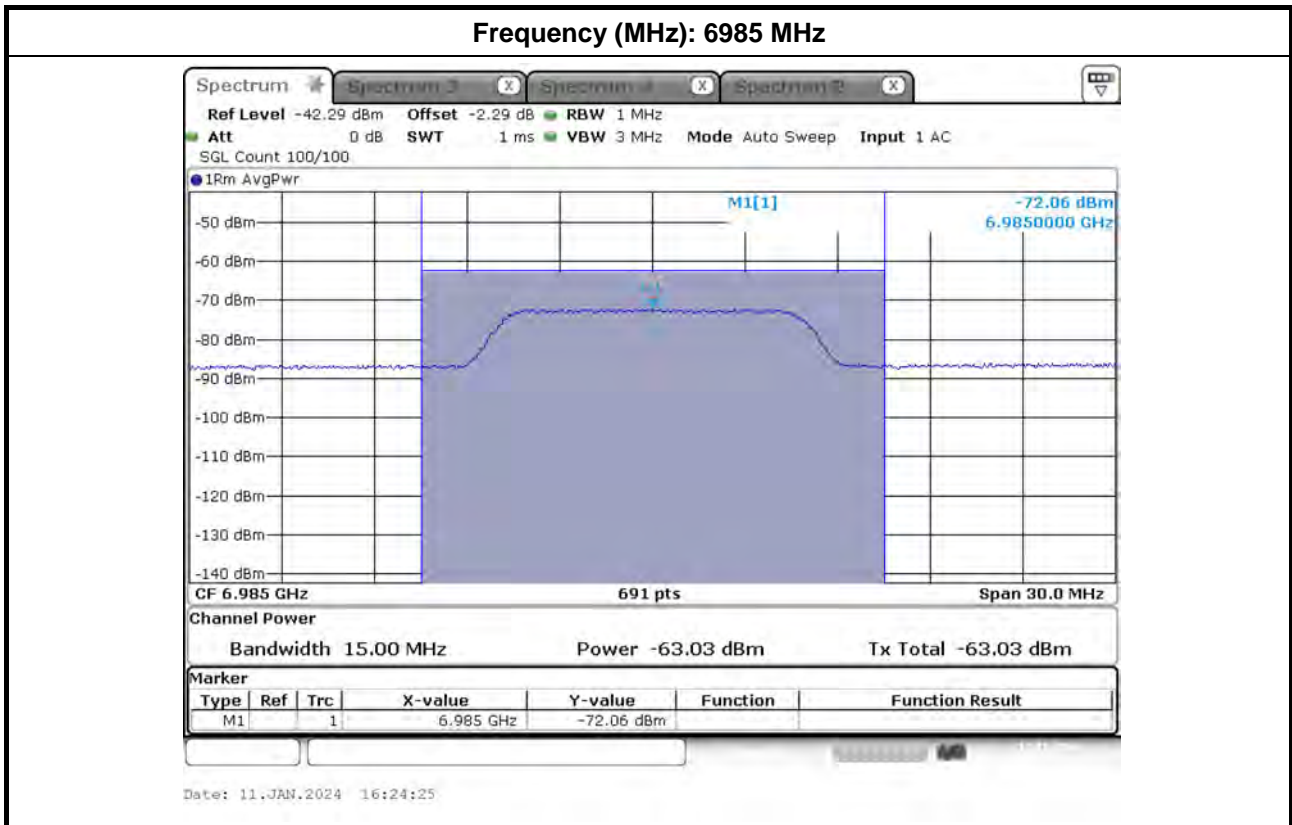 Frequency (MHz): 6985 MHz
Spectrum Spectrum 3 X Spectrum 4 X Spectrum 2 X
Ref Level -42.29 dBm Offset -2.29 dB RBW 1 MHz
Att 0 dB SWT 1 ms VBW 3 MHz Mode Auto Sweep Input 1 AC
SGL Count 100/100
1Rm AvgPwr
M1[1] -72.06 dBm
6.9850000 GHz
-50 dBm
-60 dBm
-70 dBm
-80 dBm
-90 dBm
-100 dBm
-110 dBm
-120 dBm
-130 dBm
-140 dBm
CF 6.985 GHz 691 pts Span 30.0 MHz
Channel Power
Bandwidth 15.00 MHz Power -63.03 dBm Tx Total -63.03 dBm
Marker
Type Ref Trc X-value Y-value Function Function Result
M1 1 6.985 GHz -72.06 dBm
Date: 11.JAN.2024 16:24:25